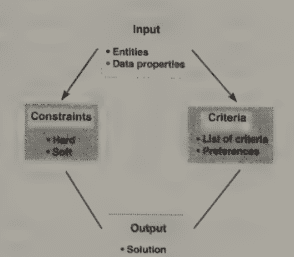 Input
• Entities
• Data properties
Constraints
• Hard
• Soft
Criteria
• List of criteria
• Preferences
Output
• Solution